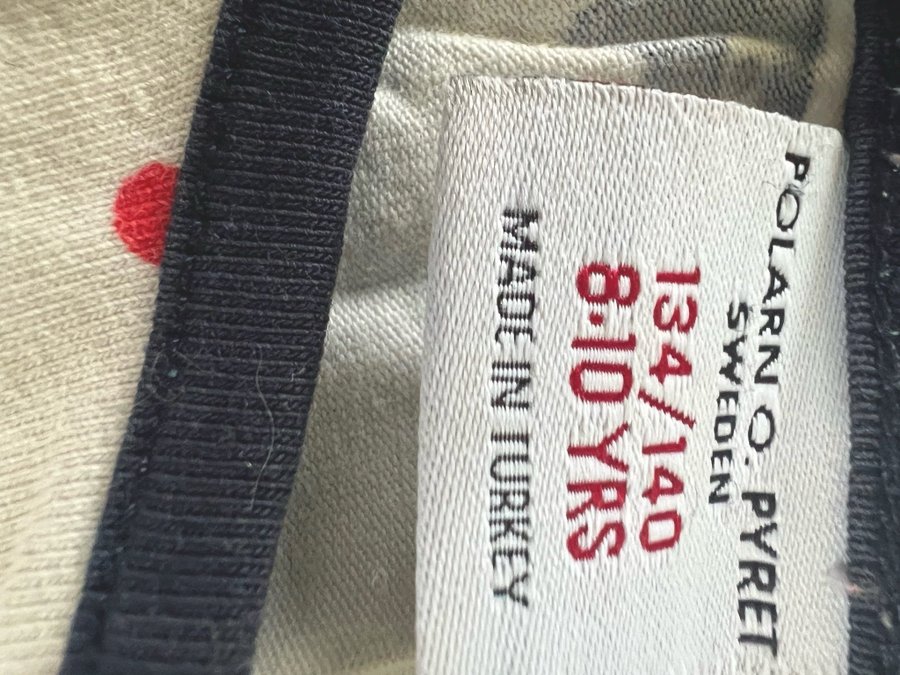 POLARN O. PYRET
SWEDEN
134/140
8-10 YRS
MADE IN TURKEY